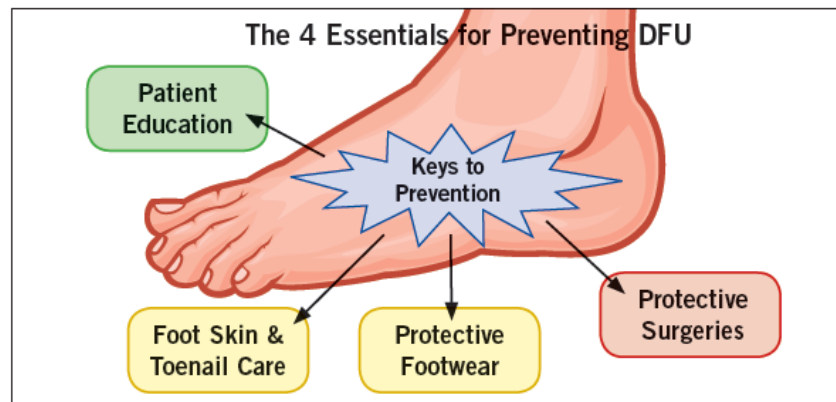 The 4 Essentials for Preventing DFU
Patient
Education
Keys to
Prevention
Foot Skin &
Toenail Care
Protective
Footwear
Protective
Surgeries